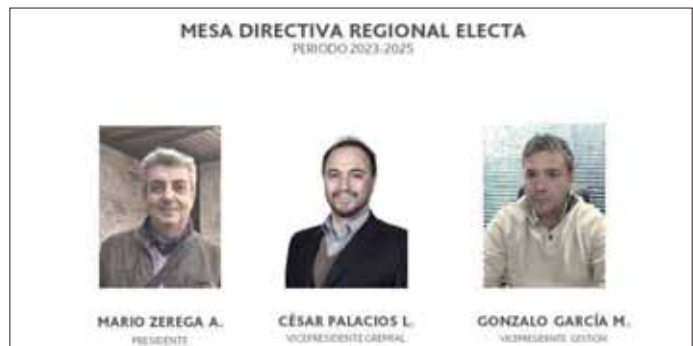 MESA DIRECTIVA REGIONAL ELECTA
PERIODO 2023-2025
MARIO ZEREGA A.
CÉSAR PALACIOS L.
GONZALO GARCÍA M.
PRESIDENTE
VICEPRESIDENTE GREMIAL
VICEPRESIDENTE GESTIÓN